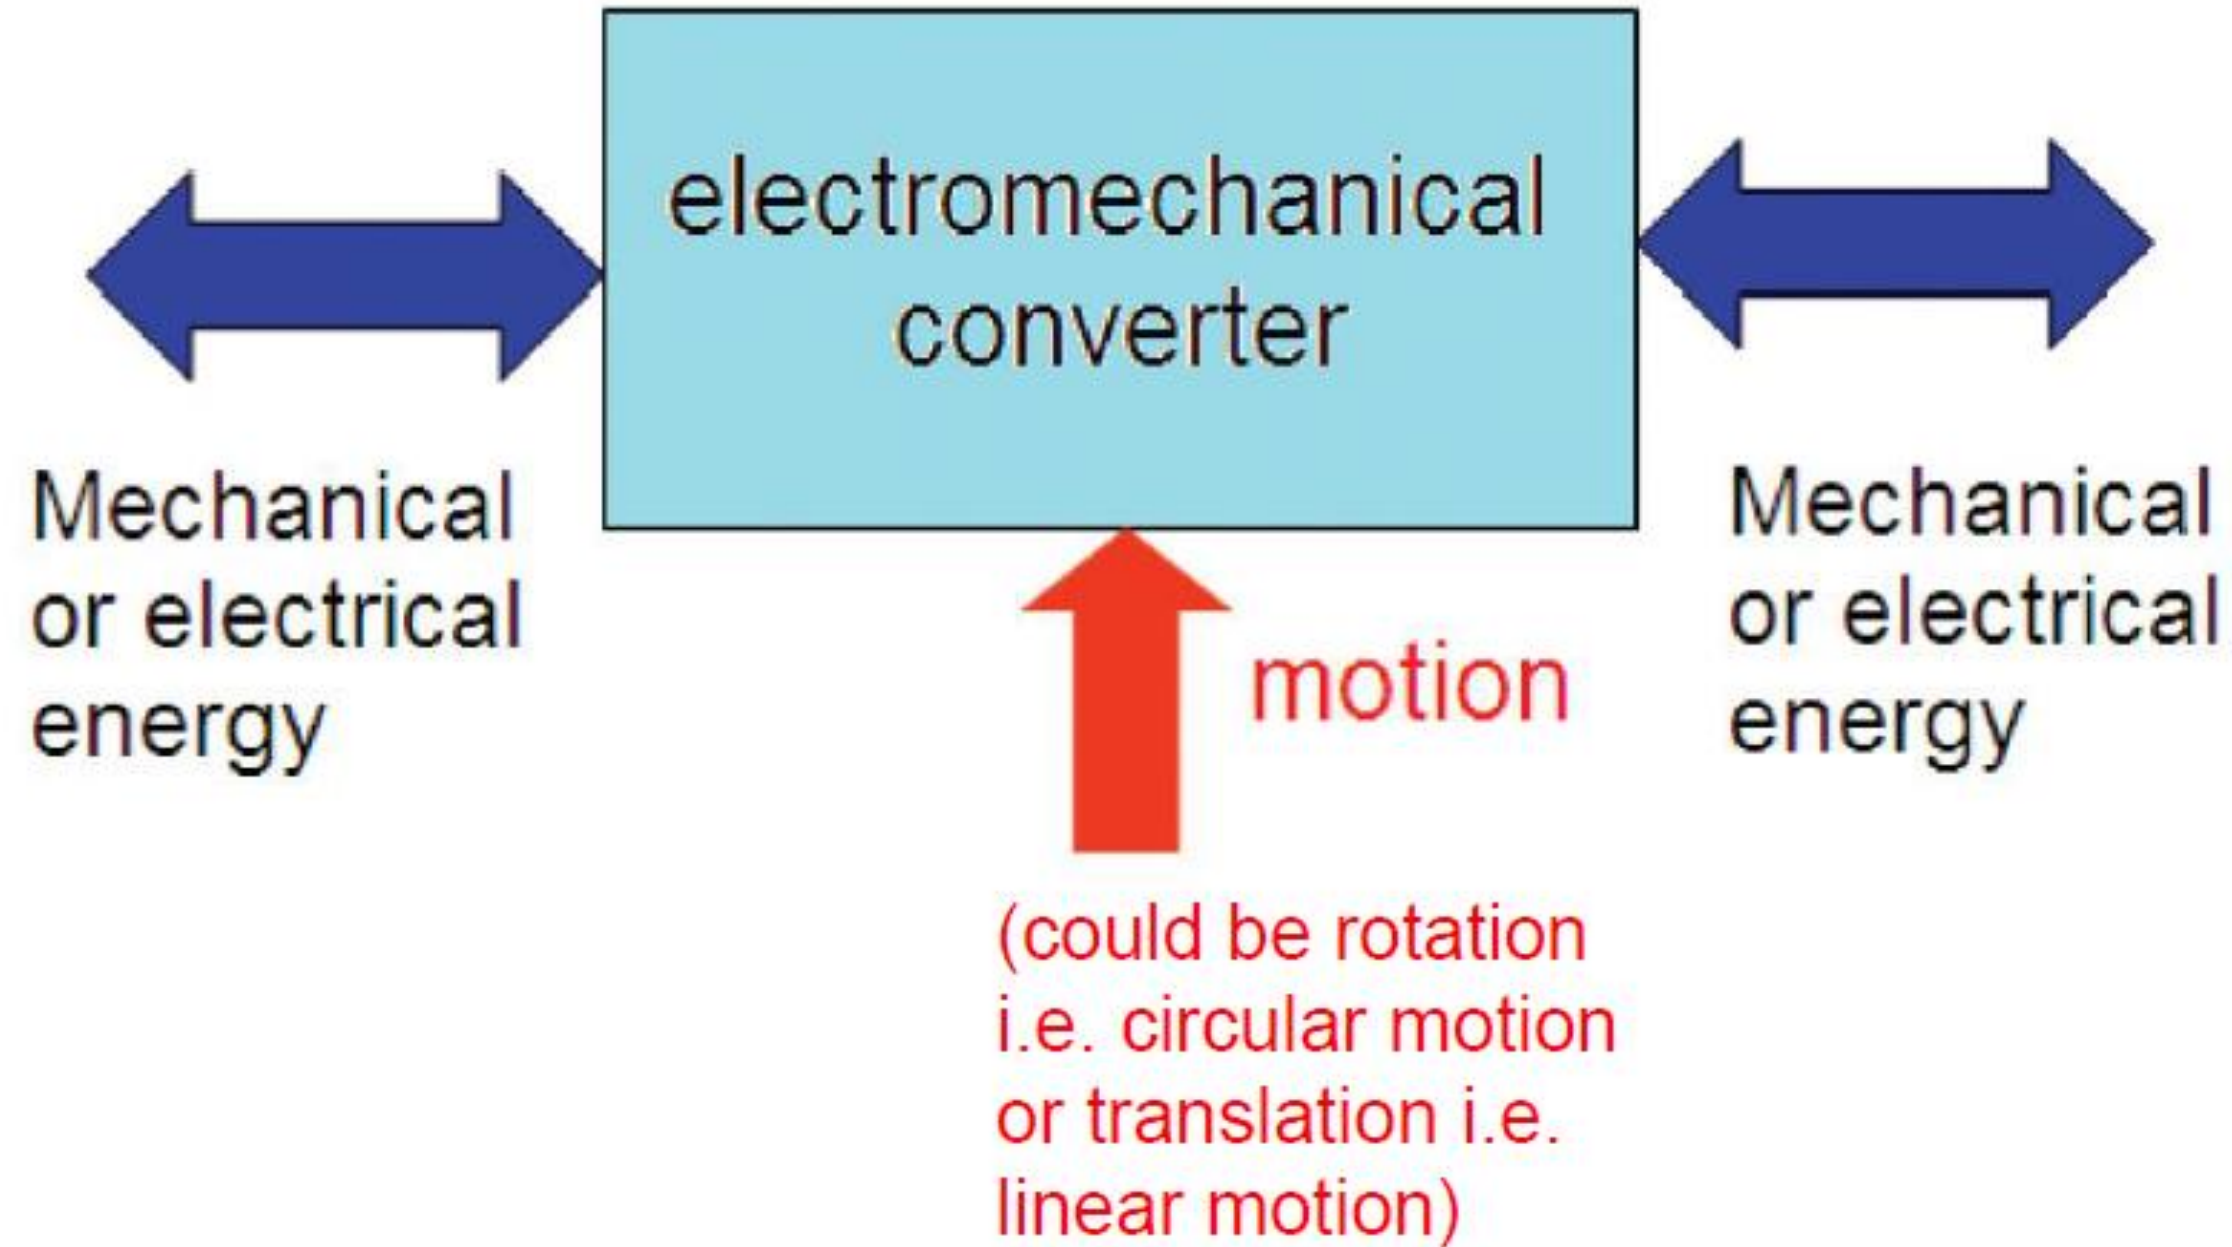 electromechanical
converter
Mechanical
or electrical
energy
Mechanical
or electrical
energy
motion
(could be rotation
i.e. circular motion
or translation i.e.
linear motion)